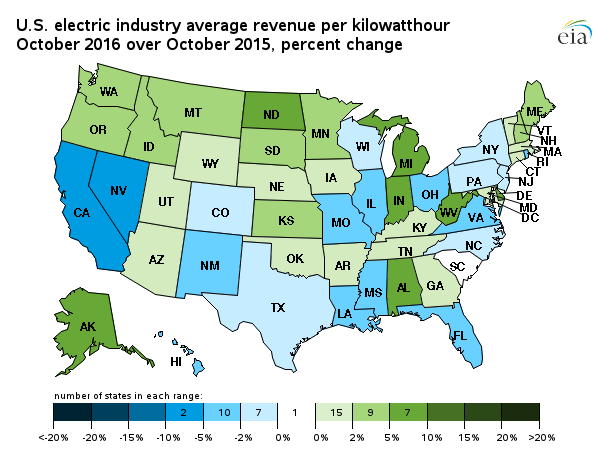 U.S. electric industry average revenue per kilowatthour
October 2016 over October 2015, percent change
eia
WA
MT
ND
MN
ME
OR
ID
SD
WI
MI
NY
VT
NH
MA
RI
CT
NJ
WY
IA
NE
PA
NV
UT
CO
IL
IN
OH
DE
MD
DC
CA
KS
MO
WV
VA
KY
NC
AZ
NM
OK
AR
TN
SC
TX
MS
AL
GA
LA
AK
FL
HI
number of states in each range:
2 10 7 1 15 9 7
<-20% -20% -15% -10% -5% -2% 0% 0% 2% 5% 10% 15% 20% >20%